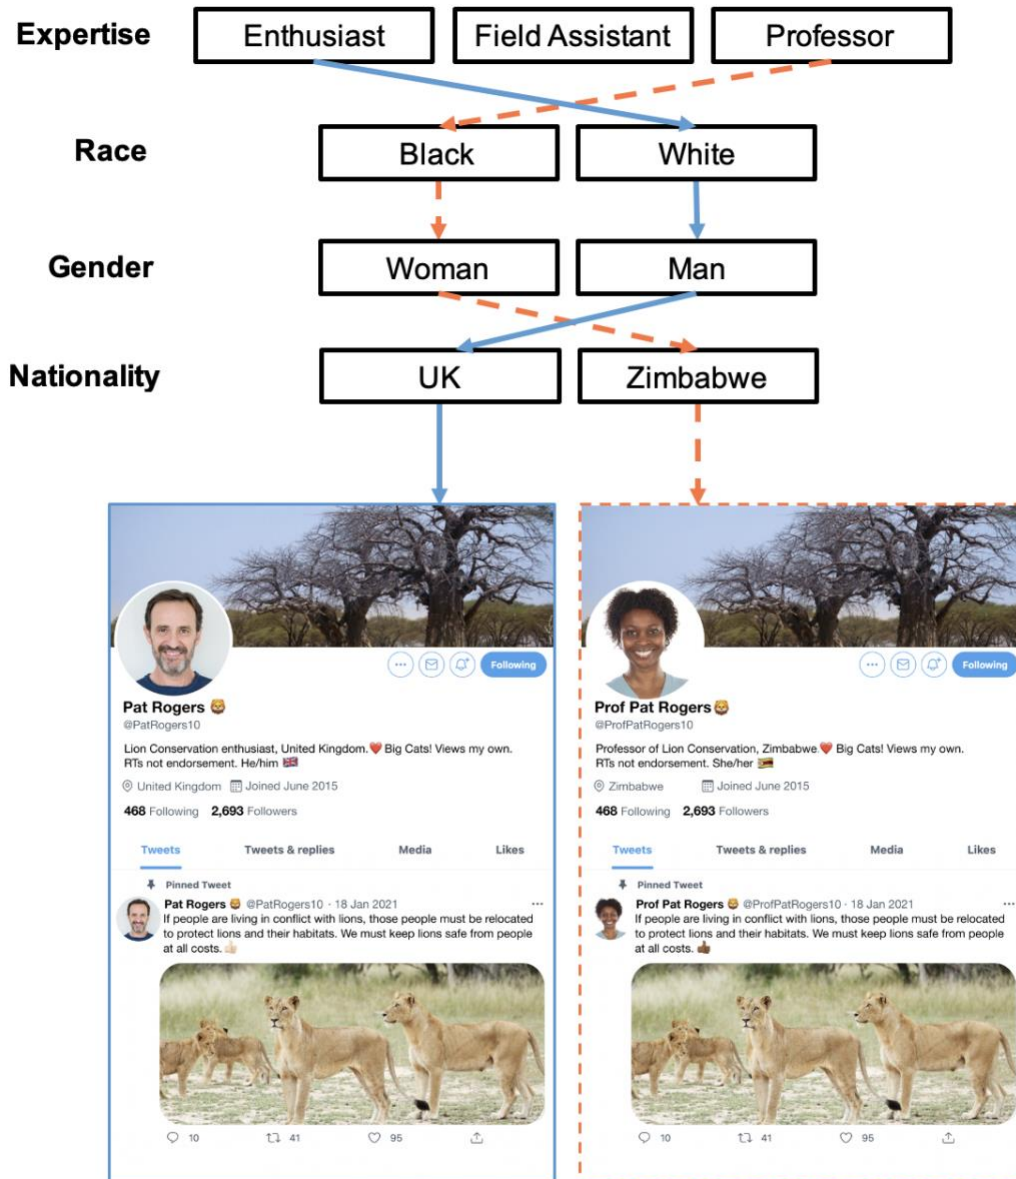 Expertise Enthusiast Field Assistant Professor
Race Black White
Gender Woman Man
Nationality UK Zimbabwe
Following
Pat Rogers 🦁
@PatRogers10
Lion Conservation enthusiast, United Kingdom.❤️ Big Cats! Views my own.
RTs not endorsement. He/him 🇬🇧
United Kingdom Joined June 2015
468 Following 2,693 Followers
Tweets Tweets & replies Media Likes
Pinned Tweet
Pat Rogers 🦁 @PatRogers10 · 18 Jan 2021 ...
If people are living in conflict with lions, those people must be relocated
to protect lions and their habitats. We must keep lions safe from people
at all costs. 👍🏻
10 41 95
Following
Prof Pat Rogers 🦁
@ProfPatRogers10
Professor of Lion Conservation, Zimbabwe.❤️ Big Cats! Views my own.
RTs not endorsement. She/her 🇿🇼
Zimbabwe Joined June 2015
468 Following 2,693 Followers
Tweets Tweets & replies Media Likes
Pinned Tweet
Prof Pat Rogers 🦁 @ProfPatRogers10 · 18 Jan 2021 ...
If people are living in conflict with lions, those people must be relocated
to protect lions and their habitats. We must keep lions safe from people
at all costs. 👍🏿
10 41 95